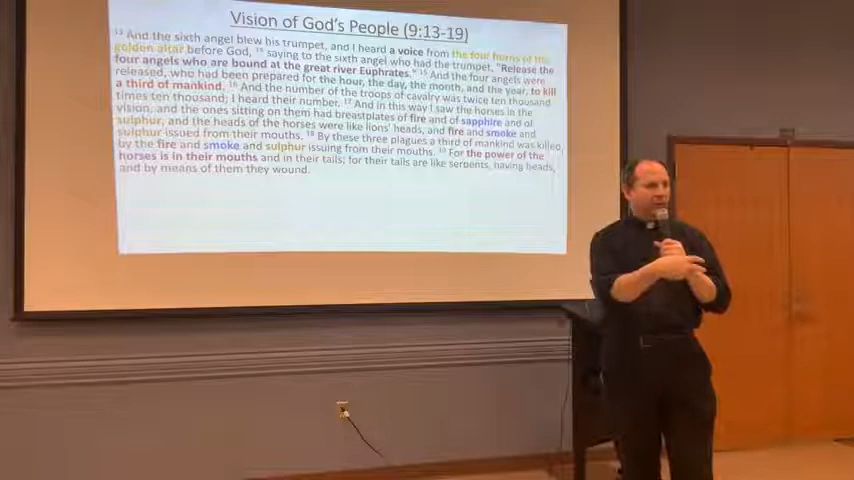 Vision of God's People (9:13-19)
13 And the sixth angel blew his trumpet, and I heard a voice from the four horns of the
golden altar before God, 15 saying to the sixth angel who had the trumpet, "Release the
four angels who are bound at the great river Euphrates." 15 And the four angels were
released, who had been prepared for the hour, the day, the month, and the year, to kill
a third of mankind. 16 And the number of the troops of cavalry was twice ten thousand
times ten thousand; I heard their number. 17 And in this way I saw the horses in the
vision, and the ones sitting on them had breastplates of fire and of sapphire and of
sulphur, and the heads of the horses were like lions' heads, and fire and smoke and
sulphur issued from their mouths. 18 By these three plagues a third of mankind was killed,
by the fire and smoke and sulphur issuing from their mouths. 19 For the power of the
horses is in their mouths and in their tails; for their tails are like serpents, having heads,
and by means of them they wound.